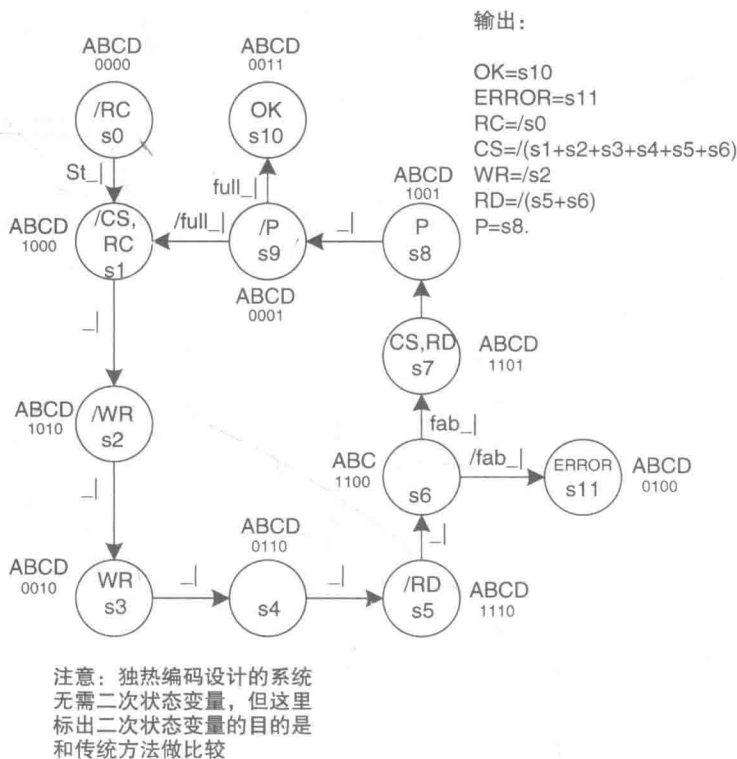 输出：
OK=s10
ERROR=s11
RC=/s0
CS=/(s1+s2+s3+s4+s5+s6)
WR=/s2
RD=/(s5+s6)
P=s8.
ABCD
0000
/RC
s0
St_|
ABCD
0011
OK
s10
full_|
ABCD
1000
/CS,
RC
s1
/full_|
/P
s9
ABCD
0001
_|
ABCD
1001
P
s8
_|
CS,RD
s7
ABCD
1101
ABCD
1010
/WR
s2
fab_|
ABC
1100
s6
/fab_|
ERROR
s11
ABCD
0100
_|
_|
ABCD
0010
WR
s3
_|
ABCD
0110
s4
_|
/RD
s5
ABCD
1110
注意：独热编码设计的系统
无需二次状态变量，但这里
标出二次状态变量的目的是
和传统方法做比较